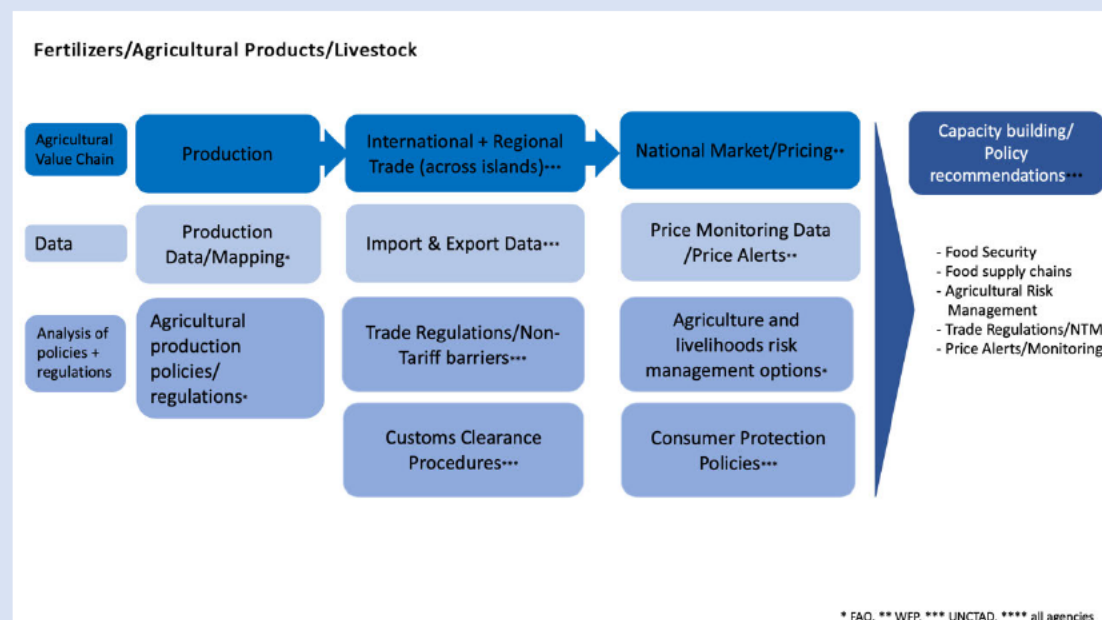 Fertilizers/Agricultural Products/Livestock
Agricultural
Value Chain
Production
International + Regional
Trade (across islands)***
National Market/Pricing**
Capacity building/
Policy
recommendations***
Data
Production
Data/Mapping*
Import & Export Data***
Price Monitoring Data
/Price Alerts**
- Food Security
- Food supply chains
- Agricultural Risk
Management
- Trade Regulations/NTM
- Price Alerts/Monitoring
Analysis of
policies +
regulations
Agricultural
production
policies/
regulations*
Trade Regulations/Non-
Tariff barriers***
Agriculture and
livelihoods risk
management options*
Customs Clearance
Procedures***
Consumer Protection
Policies***
* FAO, ** WFP, *** UNCTAD, **** all agencies